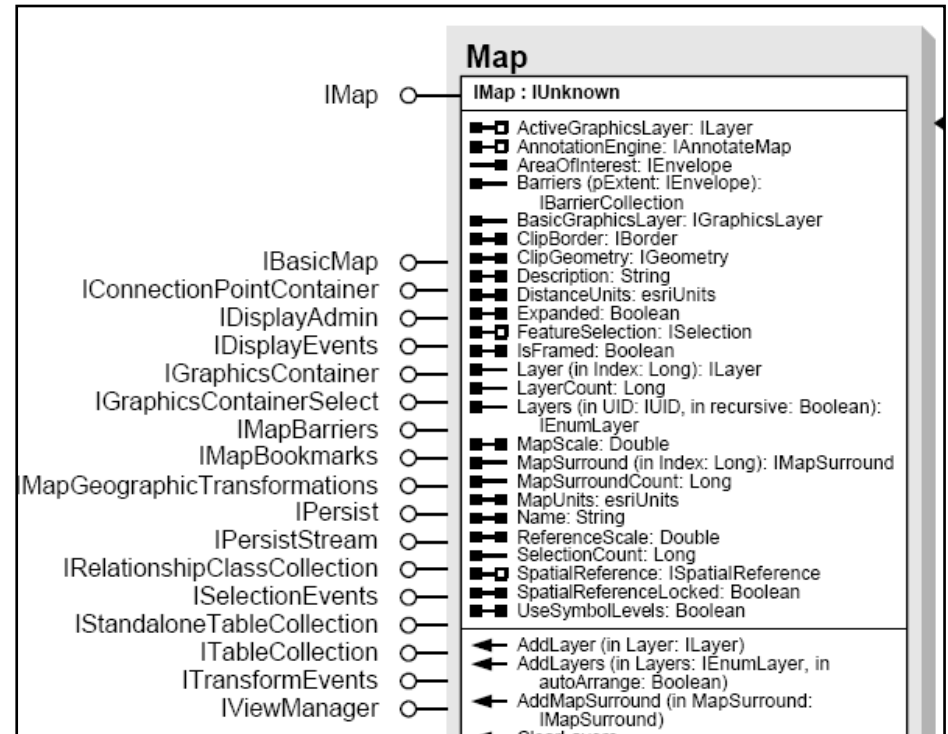 Map
IMap
IMap : IUnknown
ActiveGraphicsLayer: ILayer
AnnotationEngine: IAnnotateMap
AreaOfInterest: IEnvelope
Barriers (pExtent: IEnvelope):
IBarrierCollection
BasicGraphicsLayer: IGraphicsLayer
ClipBorder: IBorder
ClipGeometry: IGeometry
Description: String
DistanceUnits: esriUnits
Expanded: Boolean
FeatureSelection: ISelection
IsFramed: Boolean
Layer (in Index: Long): ILayer
LayerCount: Long
Layers (in UID: IUID, in recursive: Boolean):
IEnumLayer
MapScale: Double
MapSurround (in Index: Long): IMapSurround
MapSurroundCount: Long
MapUnits: esriUnits
Name: String
ReferenceScale: Double
SelectionCount: Long
SpatialReference: ISpatialReference
SpatialReferenceLocked: Boolean
UseSymbolLevels: Boolean
AddLayer (in Layer: ILayer)
AddLayers (in Layers: IEnumLayer, in
autoArrange: Boolean)
AddMapSurround (in MapSurround:
IMapSurround)
IBasicMap
IConnectionPointContainer
IDisplayAdmin
IDisplayEvents
IGraphicsContainer
IGraphicsContainerSelect
IMapBarriers
IMapBookmarks
IMapGeographicTransformations
IPersist
IPersistStream
IRelationshipClassCollection
ISelectionEvents
IStandaloneTableCollection
ITableCollection
ITransformEvents
IViewManager